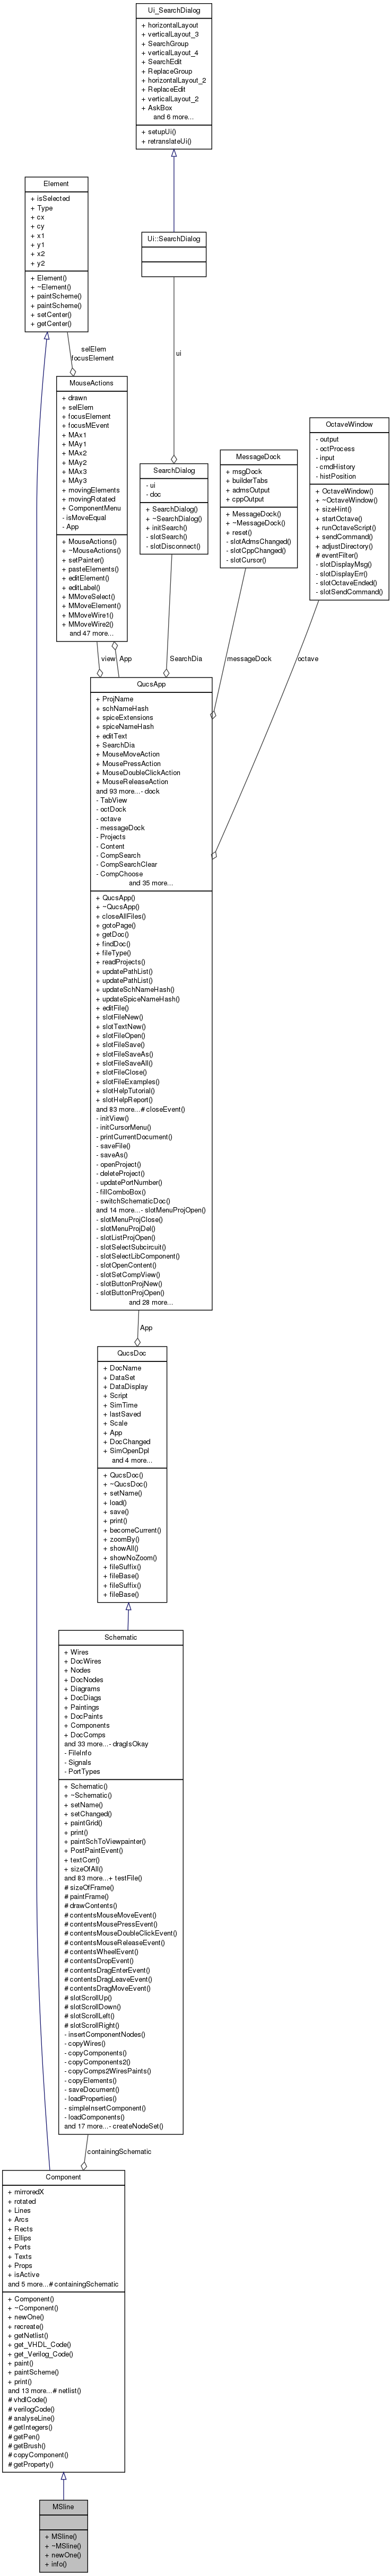 Ui_SearchDialog
+ horizontalLayout
+ verticalLayout_3
+ SearchGroup
+ verticalLayout_4
+ SearchEdit
+ ReplaceGroup
+ horizontalLayout_2
+ ReplaceEdit
+ verticalLayout_2
+ AskBox
and 6 more...
+ setupUi()
+ retranslateUi()
Element
+ isSelected
+ Type
+ cx
+ cy
+ x1
+ y1
+ x2
+ y2
+ Element()
+ ~Element()
+ paintScheme()
+ paintScheme()
+ setCenter()
+ getCenter()
Ui::SearchDialog
selElem
focusElement
ui
MouseActions
+ drawn
+ selElem
+ focusElement
+ focusMEvent
+ MAx1
+ MAy1
+ MAx2
+ MAy2
+ MAx3
+ MAy3
+ movingElements
+ movingRotated
+ ComponentMenu
- isMoveEqual
- App
+ MouseActions()
+ ~MouseActions()
+ setPainter()
+ pasteElements()
+ editElement()
+ editLabel()
+ MMoveSelect()
+ MMoveElement()
+ MMoveWire1()
+ MMoveWire2()
and 47 more...
SearchDialog
- ui
- doc
+ SearchDialog()
+ ~SearchDialog()
+ initSearch()
- slotSearch()
- slotDisconnect()
MessageDock
+ msgDock
+ builderTabs
+ admsOutput
+ cppOutput
+ MessageDock()
+ ~MessageDock()
+ reset()
- slotAdmsChanged()
- slotCppChanged()
- slotCursor()
OctaveWindow
- output
- octProcess
- input
- cmdHistory
- histPosition
+ OctaveWindow()
+ ~OctaveWindow()
+ sizeHint()
+ startOctave()
+ runOctaveScript()
+ sendCommand()
+ adjustDirectory()
# eventFilter()
- slotDisplayMsg()
- slotDisplayErr()
- slotOctaveEnded()
- slotSendCommand()
view
App
SearchDia
messageDock
octave
QucsApp
+ ProjName
+ schNameHash
+ spiceExtensions
+ spiceNameHash
+ editText
+ SearchDia
+ MouseMoveAction
+ MousePressAction
+ MouseDoubleClickAction
+ MouseReleaseAction
and 93 more...- dock
- TabView
- octDock
- octave
- messageDock
- Projects
- Content
- CompSearch
- CompSearchClear
- CompChoose
and 35 more...
+ QucsApp()
+ ~QucsApp()
+ closeAllFiles()
+ gotoPage()
+ getDoc()
+ findDoc()
+ fileType()
+ readProjects()
+ updatePathList()
+ updatePathList()
+ updateSchNameHash()
+ updateSpiceNameHash()
+ editFile()
+ slotFileNew()
+ slotTextNew()
+ slotFileOpen()
+ slotFileSave()
+ slotFileSaveAs()
+ slotFileSaveAll()
+ slotFileClose()
+ slotFileExamples()
+ slotHelpTutorial()
+ slotHelpReport()
and 83 more...# closeEvent()
- initView()
- initCursorMenu()
- printCurrentDocument()
- saveFile()
- saveAs()
- openProject()
- deleteProject()
- updatePortNumber()
- fillComboBox()
- switchSchematicDoc()
and 14 more...- slotMenuProjOpen()
- slotMenuProjClose()
- slotMenuProjDel()
- slotListProjOpen()
- slotSelectSubcircuit()
- slotSelectLibComponent()
- slotOpenContent()
- slotSetCompView()
- slotButtonProjNew()
- slotButtonProjOpen()
and 28 more...
App
QucsDoc
+ DocName
+ DataSet
+ DataDisplay
+ Script
+ SimTime
+ lastSaved
+ Scale
+ App
+ DocChanged
+ SimOpenDpl
and 4 more...
+ QucsDoc()
+ ~QucsDoc()
+ setName()
+ load()
+ save()
+ print()
+ becomeCurrent()
+ zoomBy()
+ showAll()
+ showNoZoom()
+ fileSuffix()
+ fileBase()
+ fileSuffix()
+ fileBase()
Schematic
+ Wires
+ DocWires
+ Nodes
+ DocNodes
+ Diagrams
+ DocDiags
+ Paintings
+ DocPaints
+ Components
+ DocComps
and 33 more...- dragIsOkay
- FileInfo
- Signals
- PortTypes
+ Schematic()
+ ~Schematic()
+ setName()
+ setChanged()
+ paintGrid()
+ print()
+ paintSchToViewpainter()
+ PostPaintEvent()
+ textCorr()
+ sizeOfAll()
and 83 more...+ testFile()
# sizeOfFrame()
# paintFrame()
# drawContents()
# contentsMouseMoveEvent()
# contentsMousePressEvent()
# contentsMouseDoubleClickEvent()
# contentsMouseReleaseEvent()
# contentsWheelEvent()
# contentsDropEvent()
# contentsDragEnterEvent()
# contentsDragLeaveEvent()
# contentsDragMoveEvent()
# slotScrollUp()
# slotScrollDown()
# slotScrollLeft()
# slotScrollRight()
- insertComponentNodes()
- copyWires()
- copyComponents()
- copyComponents2()
- copyComps2WiresPaints()
- copyElements()
- saveDocument()
- loadProperties()
- simpleInsertComponent()
- loadComponents()
and 17 more...- createNodeSet()
containingSchematic
Component
+ mirroredX
+ rotated
+ Lines
+ Arcs
+ Rects
+ Ellips
+ Ports
+ Texts
+ Props
+ isActive
and 5 more...# containingSchematic
+ Component()
+ ~Component()
+ newOne()
+ recreate()
+ getNetlist()
+ get_VHDL_Code()
+ get_Verilog_Code()
+ paint()
+ paintScheme()
+ print()
and 13 more...# netlist()
# vhdlCode()
# verilogCode()
# analyseLine()
# getIntegers()
# getPen()
# getBrush()
# copyComponent()
# getProperty()
MSline
+ MSline()
+ ~MSline()
+ newOne()
+ info()